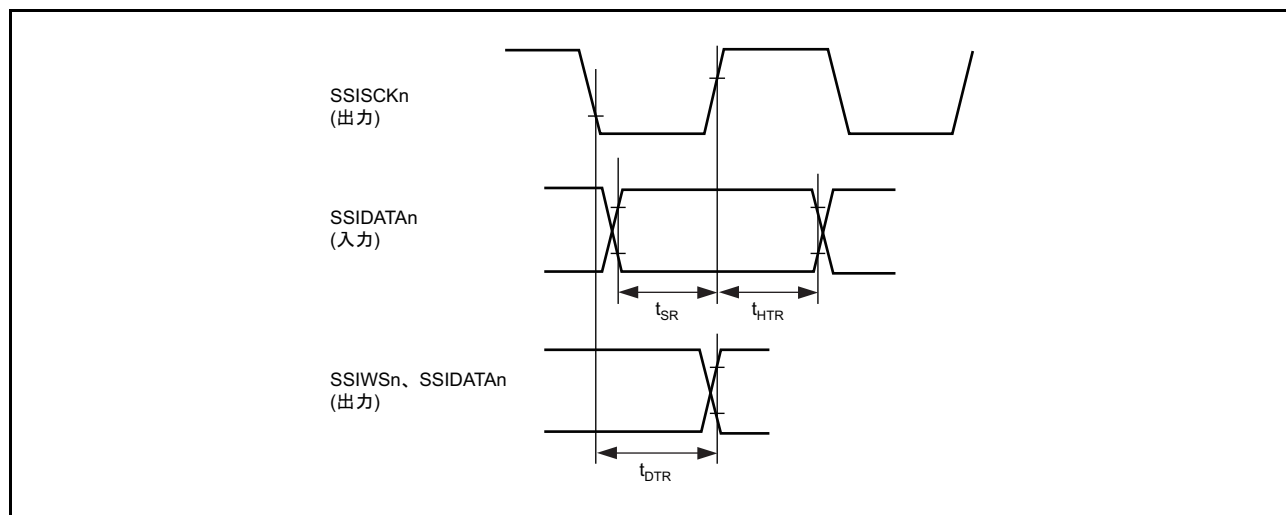 SSISCKn
(出力)
SSIDATAn
(入力)
tSR
tHTR
SSIWSn、SSIDATAn
(出力)
tDTR